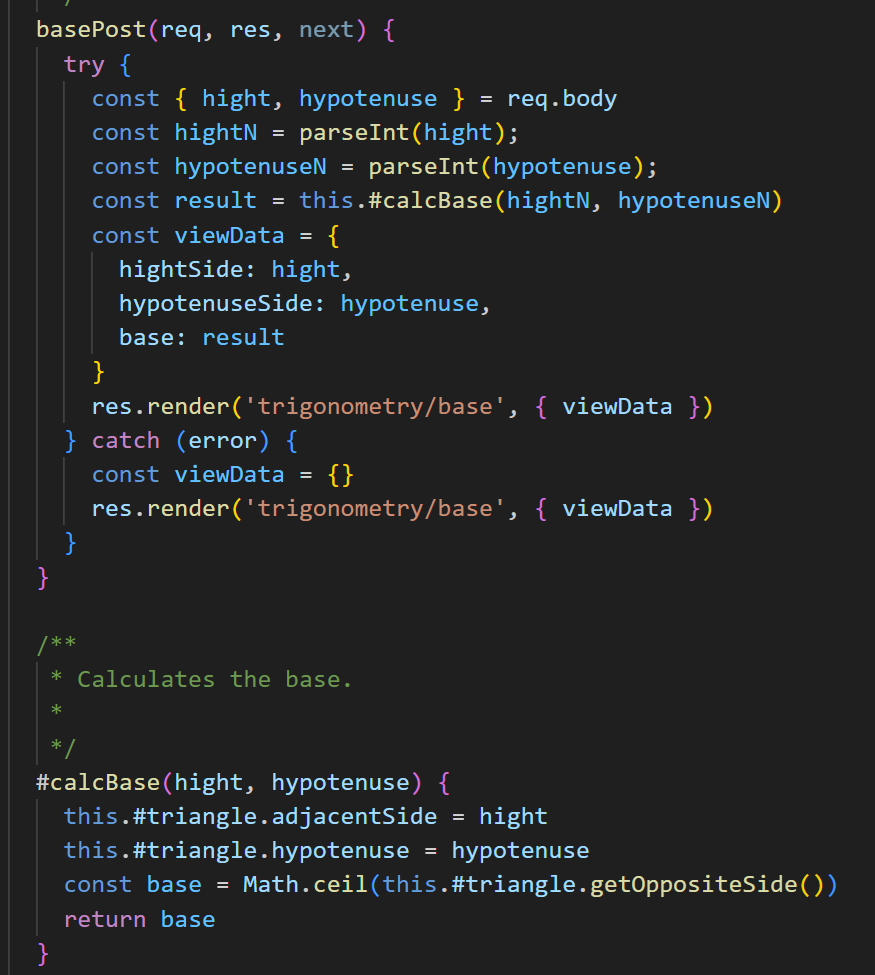 */
basePost(req, res, next) {
try {
const { hight, hypotenuse } = req.body
const hightN = parseInt(hight);
const hypotenuseN = parseInt(hypotenuse);
const result = this.#calcBase(hightN, hypotenuseN)
const viewData = {
hightSide: hight,
hypotenuseSide: hypotenuse,
base: result
}
res.render('trigonometry/base', { viewData })
} catch (error) {
const viewData = {}
res.render('trigonometry/base', { viewData })
}
}
/**
* Calculates the base.
*
*/
#calcBase(hight, hypotenuse) {
this.#triangle.adjacentSide = hight
this.#triangle.hypotenuse = hypotenuse
const base = Math.ceil(this.#triangle.getOppositeSide())
return base
}